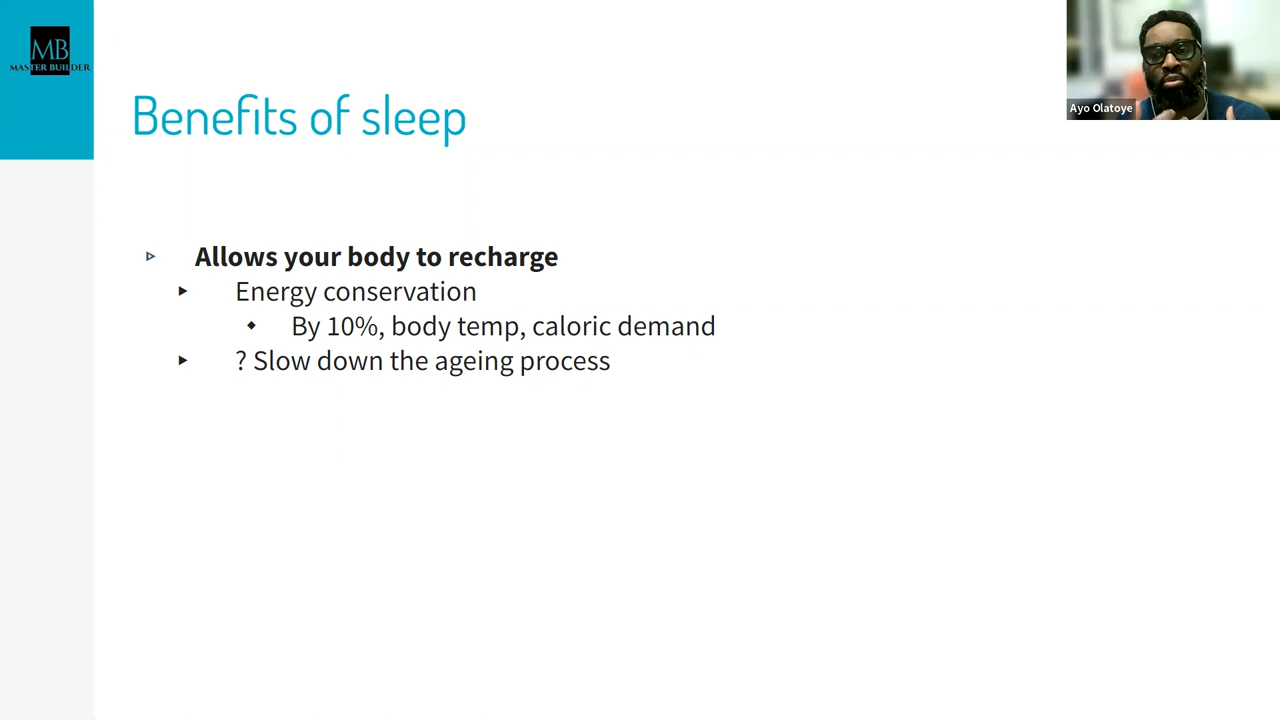 MB
MASTER BUILDER
Ayo Olatoye
Benefits of sleep
Allows your body to recharge
Energy conservation
By 10%, body temp, caloric demand
? Slow down the ageing process